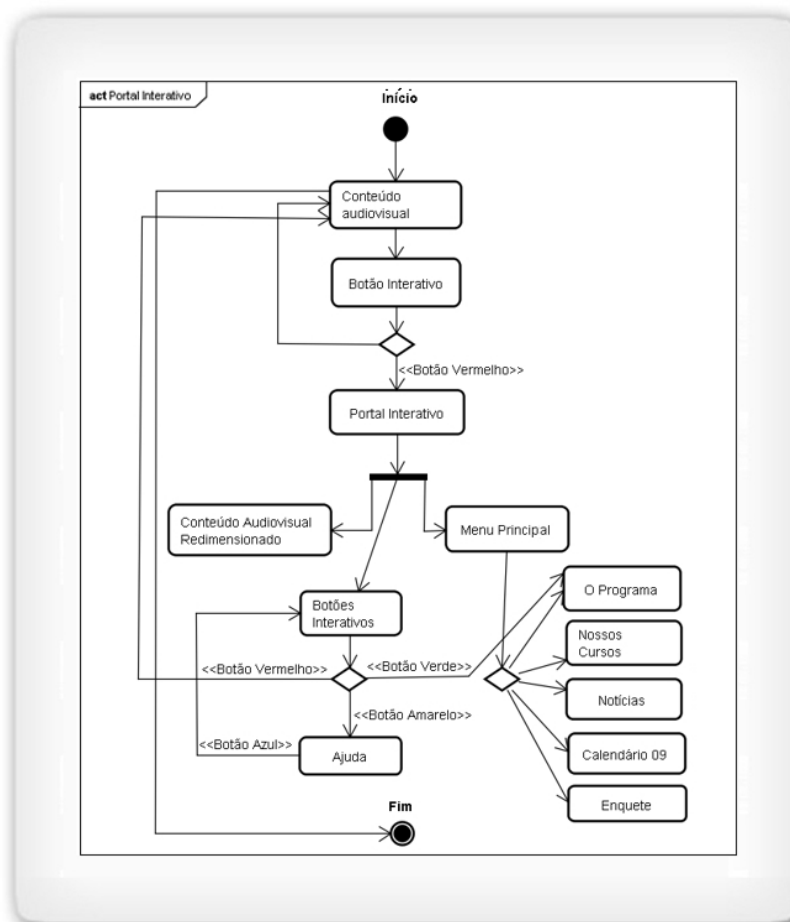 act Portal Interativo
Início
Conteúdo
audiovisual
Botão Interativo
<<Botão Vermelho>>
Portal Interativo
Conteúdo Audiovisual
Redimensionado
Menu Principal
O Programa
Botões
Interativos
Nossos
Cursos
<<Botão Vermelho>>
<<Botão Verde>>
Notícias
<<Botão Amarelo>>
<<Botão Azul>>
Ajuda
Calendário 09
Enquete
Fim